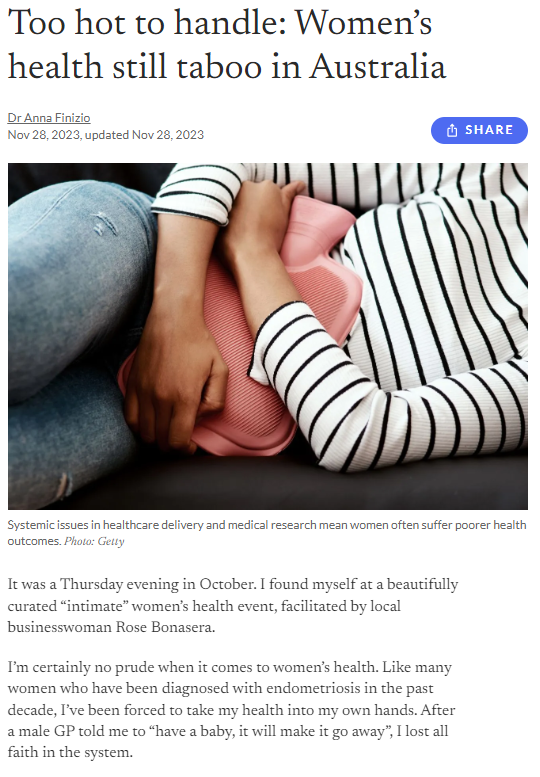 Too hot to handle: Women’s
health still taboo in Australia
Dr Anna Finizio
Nov 28, 2023, updated Nov 28, 2023
SHARE
Systemic issues in healthcare delivery and medical research mean women often suffer poorer health
outcomes. Photo: Getty
It was a Thursday evening in October. I found myself at a beautifully
curated “intimate” women’s health event, facilitated by local
businesswoman Rose Bonasera.
I’m certainly no prude when it comes to women’s health. Like many
women who have been diagnosed with endometriosis in the past
decade, I’ve been forced to take my health into my own hands. After
a male GP told me to “have a baby, it will make it go away”, I lost all
faith in the system.